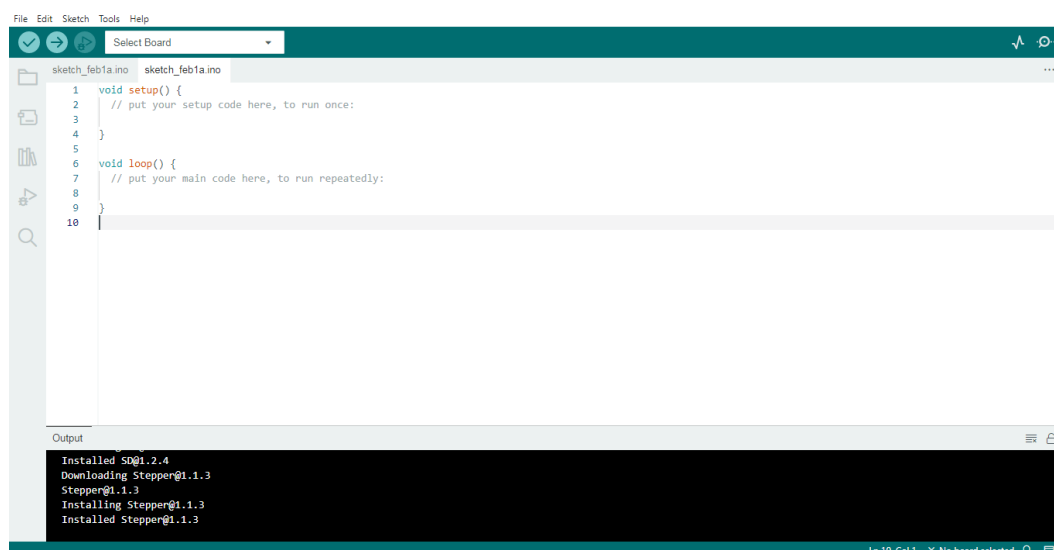 File Edit Sketch Tools Help
Select Board
sketch_feb1a.ino sketch_feb1a.ino
1 void setup() {
2 // put your setup code here, to run once:
3
4 }
5
6 void loop() {
7 // put your main code here, to run repeatedly:
8
9 }
10
Output
Installed SD@1.2.4
Downloading Stepper@1.1.3
Stepper@1.1.3
Installing Stepper@1.1.3
Installed Stepper@1.1.3